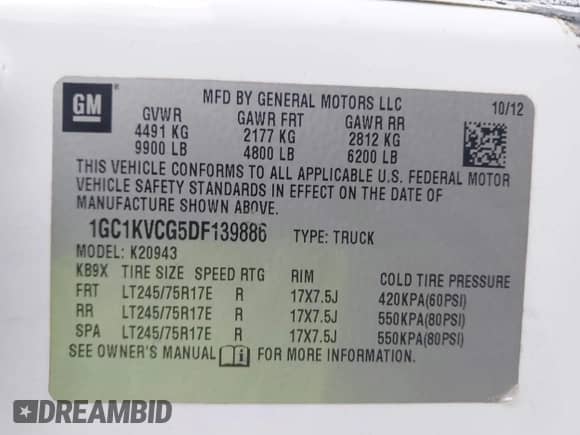 GM
MFD BY GENERAL MOTORS LLC
10/12
GVWR GAWR FRT GAWR RR
4491 KG 2177 KG 2812 KG
9900 LB 4800 LB 6200 LB
THIS VEHICLE CONFORMS TO ALL APPLICABLE U.S. FEDERAL MOTOR
VEHICLE SAFETY STANDARDS IN EFFECT ON THE DATE OF
MANUFACTURE SHOWN ABOVE.
1GC1KVCG5DF139886 TYPE: TRUCK
MODEL: K20943
KB9X TIRE SIZE SPEED RTG RIM COLD TIRE PRESSURE
FRT LT245/75R17E R 17X7.5J 420KPA(60PSI)
RR LT245/75R17E R 17X7.5J 550KPA(80PSI)
SPA LT245/75R17E R 17X7.5J 550KPA(80PSI)
SEE OWNER'S MANUAL FOR MORE INFORMATION.
DREAMBID